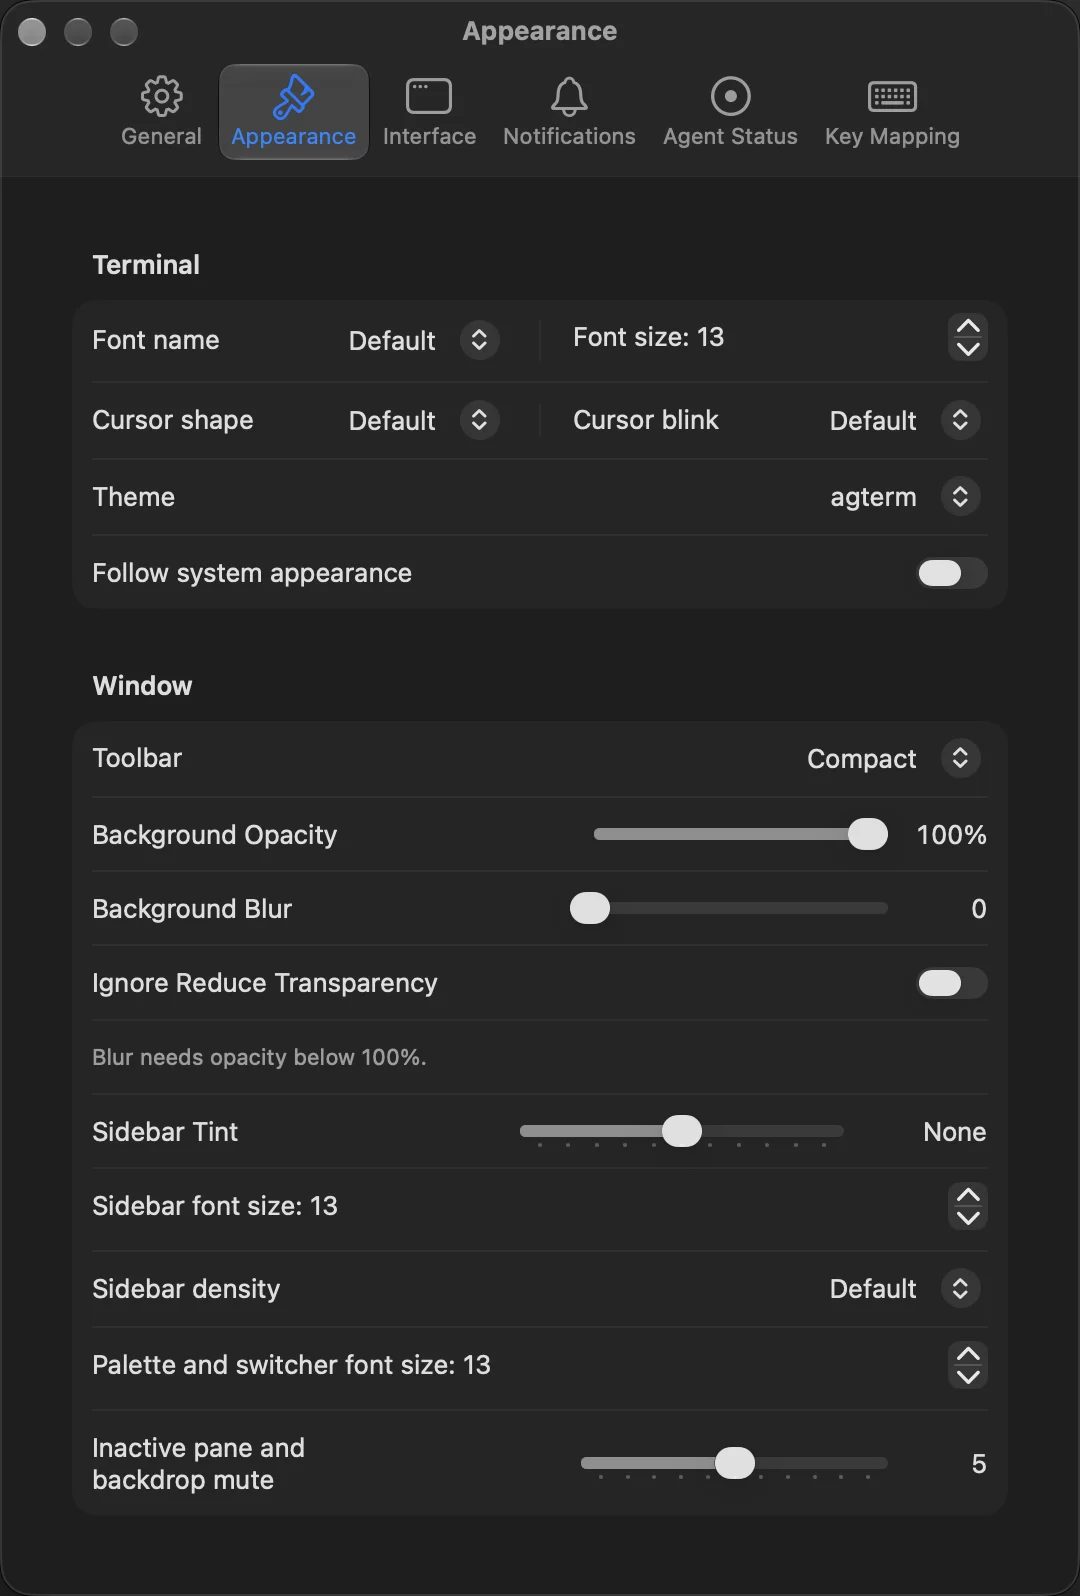 Appearance
General
Appearance
Interface
Notifications
Agent Status
Key Mapping
Terminal
Font name Default Font size: 13
Cursor shape Default Cursor blink Default
Theme agterm
Follow system appearance
Window
Toolbar Compact
Background Opacity 100%
Background Blur 0
Ignore Reduce Transparency
Blur needs opacity below 100%.
Sidebar Tint None
Sidebar font size: 13
Sidebar density Default
Palette and switcher font size: 13
Inactive pane and
backdrop mute 5